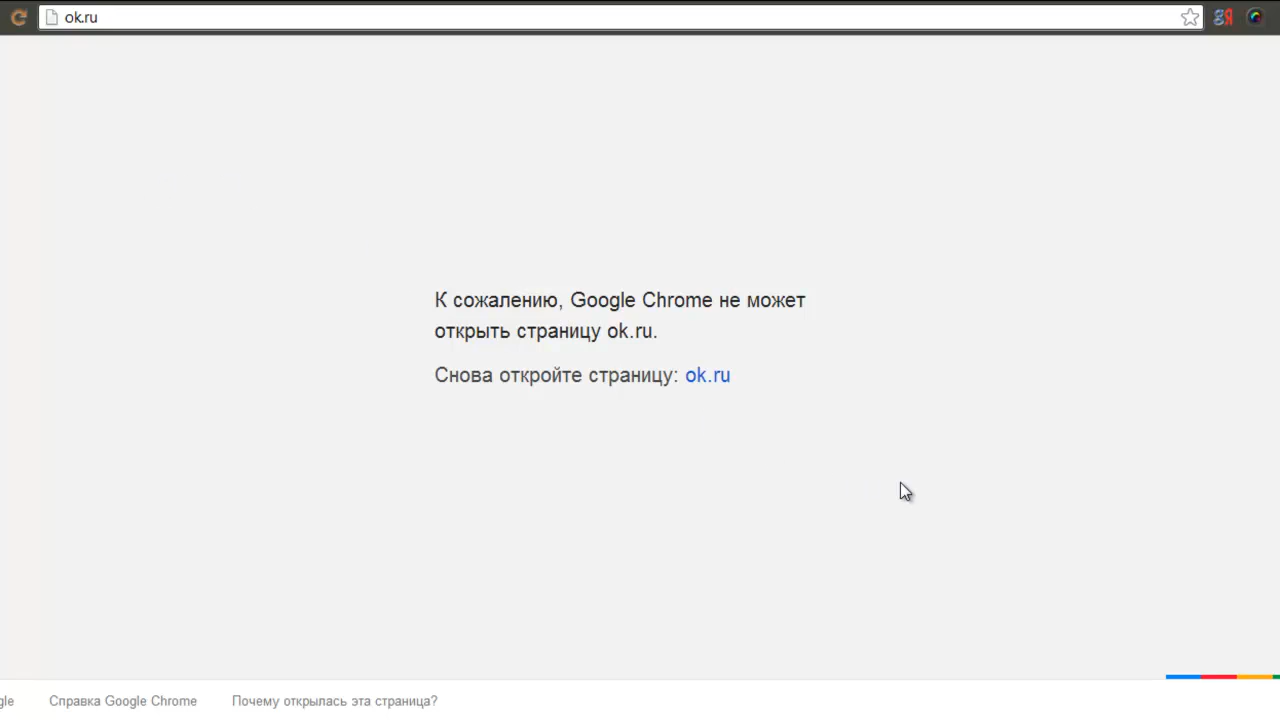 ok.ru
К сожалению, Google Chrome не может
открыть страницу ok.ru.
Снова откройте страницу: ok.ru
gle Справка Google Chrome Почему открылась эта страница?